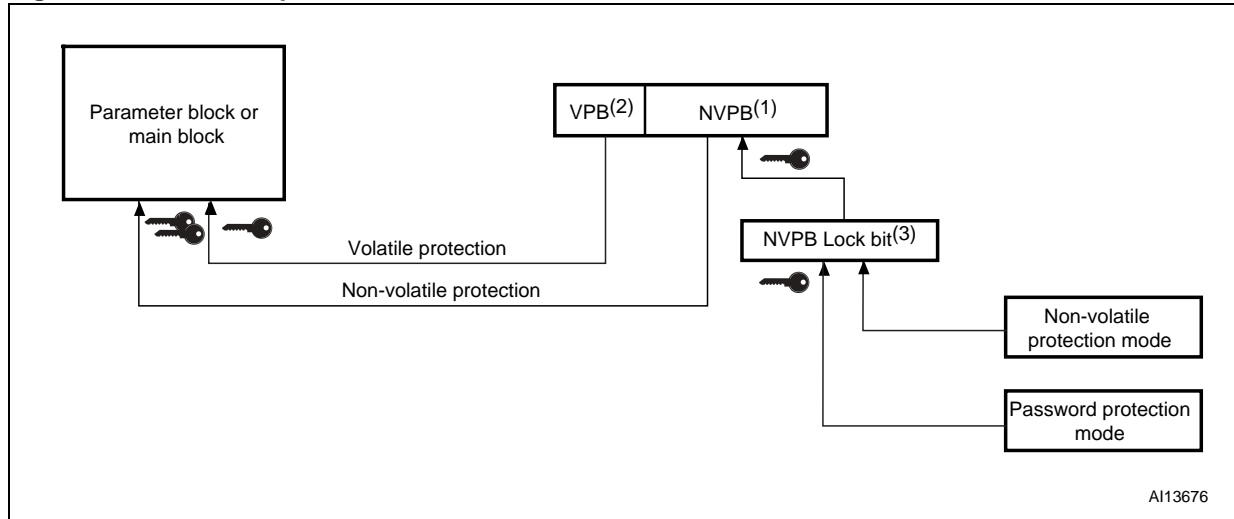 Parameter block or
main block
VPB(2)
NVPB(1)
NVPB Lock bit(3)
Volatile protection
Non-volatile protection
Non-volatile
protection mode
Password protection
mode
AI13676